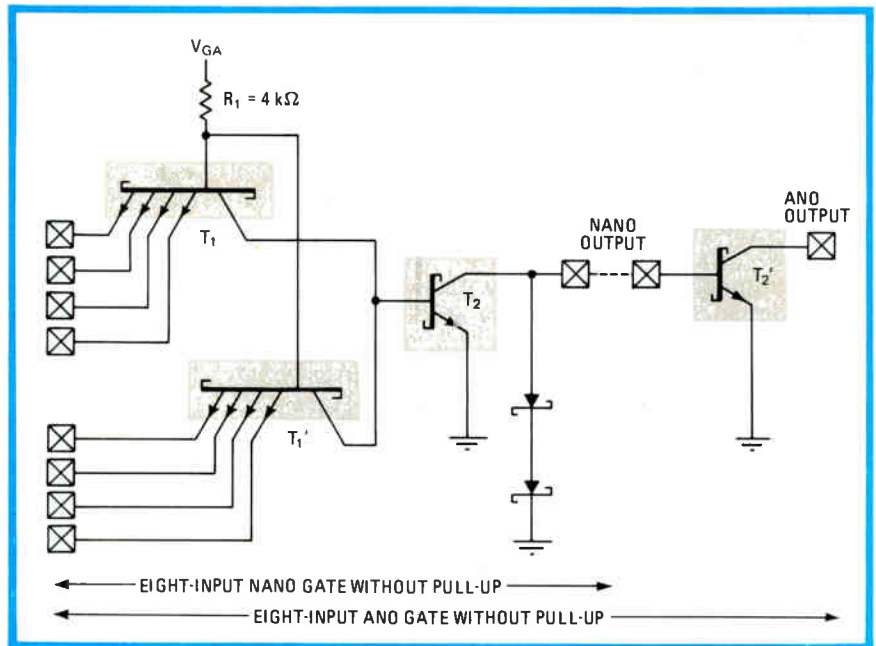 V_GA
R₁ = 4 kΩ
T₁
ANO
OUTPUT
NANO
OUTPUT
T₂
T₂'
T₁'
EIGHT-INPUT NANO GATE WITHOUT PULL-UP
EIGHT-INPUT ANO GATE WITHOUT PULL-UP